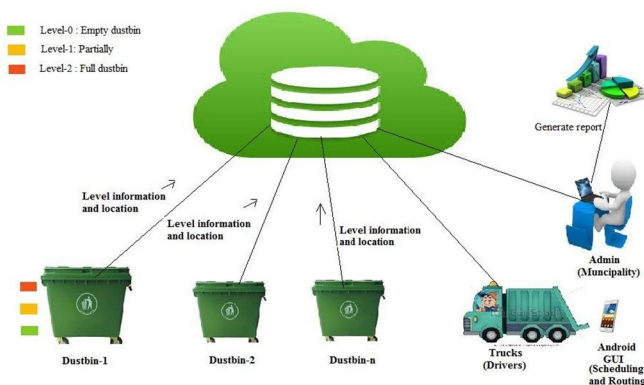 Level-0 : Empty dustbin
Level-1: Partially
Level-2 : Full dustbin
Generate report
Level information
and location
Level information
and location
Level information
and location
Admin
(Muncipality)
Dustbin-1
Dustbin-2
Dustbin-n
Trucks
(Drivers)
Android
GUI
(Scheduling
and Routing